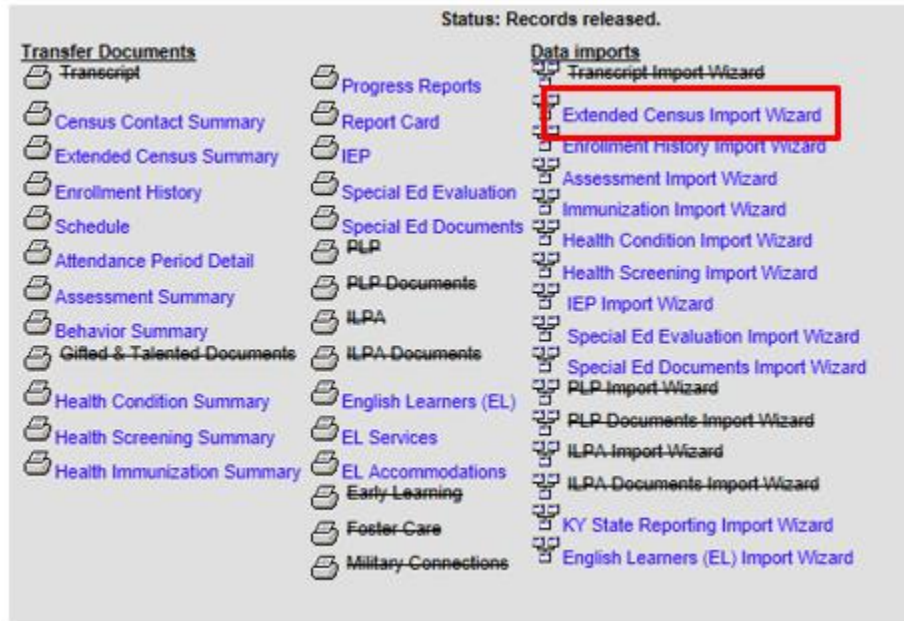 Status: Records released.
Transfer Documents
Transcript
Census Contact Summary
Extended Census Summary
Enrollment History
Schedule
Attendance Period Detail
Assessment Summary
Behavior Summary
Gifted & Talented Documents
Health Condition Summary
Health Screening Summary
Health Immunization Summary
Progress Reports
Report Card
IEP
Special Ed Evaluation
Special Ed Documents
PLP
PLP Documents
ILPA
ILPA Documents
English Learners (EL)
EL Services
EL Accommodations
Early Learning
Foster Care
Military Connections
Data imports
Transcript Import Wizard
Extended Census Import Wizard
Enrollment History Import Wizard
Assessment Import Wizard
Immunization Import Wizard
Health Condition Import Wizard
Health Screening Import Wizard
IEP Import Wizard
Special Ed Evaluation Import Wizard
Special Ed Documents Import Wizard
PLP Import Wizard
PLP Documents Import Wizard
ILPA Import Wizard
ILPA Documents Import Wizard
KY State Reporting Import Wizard
English Learners (EL) Import Wizard